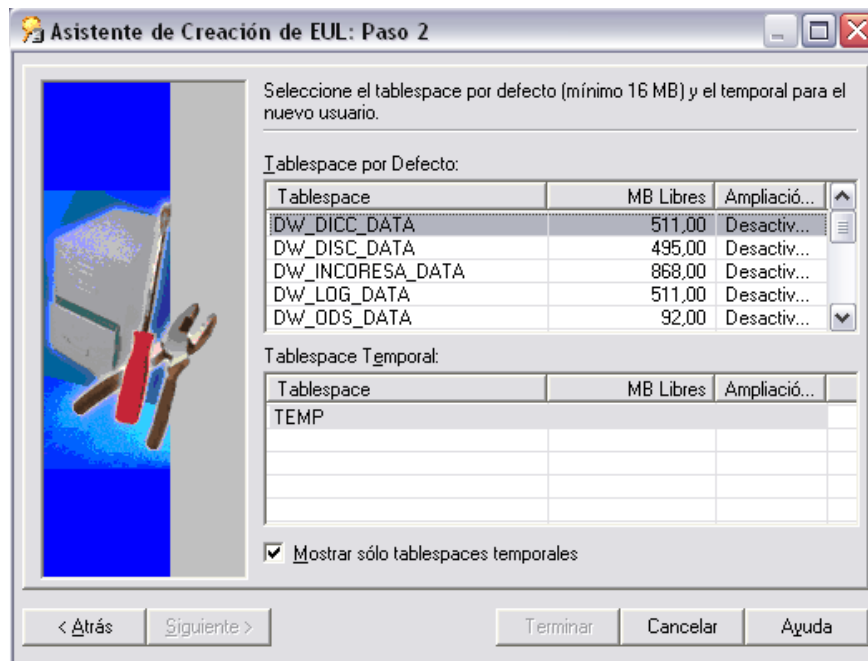 Asistente de Creación de EUL: Paso 2
Seleccione el tablespace por defecto (mínimo 16 MB) y el temporal para el
nuevo usuario.
Tablespace por Defecto:
Tablespace MB Libres Ampliació...
DW_DICC_DATA 511,00 Desactiv...
DW_DISC_DATA 495,00 Desactiv...
DW_INCORESA_DATA 868,00 Desactiv...
DW_LOG_DATA 511,00 Desactiv...
DW_ODS_DATA 92,00 Desactiv...
Tablespace Temporal:
Tablespace MB Libres Ampliació...
TEMP
Mostrar sólo tablespaces temporales
< Atrás Siguiente > Terminar Cancelar Ayuda